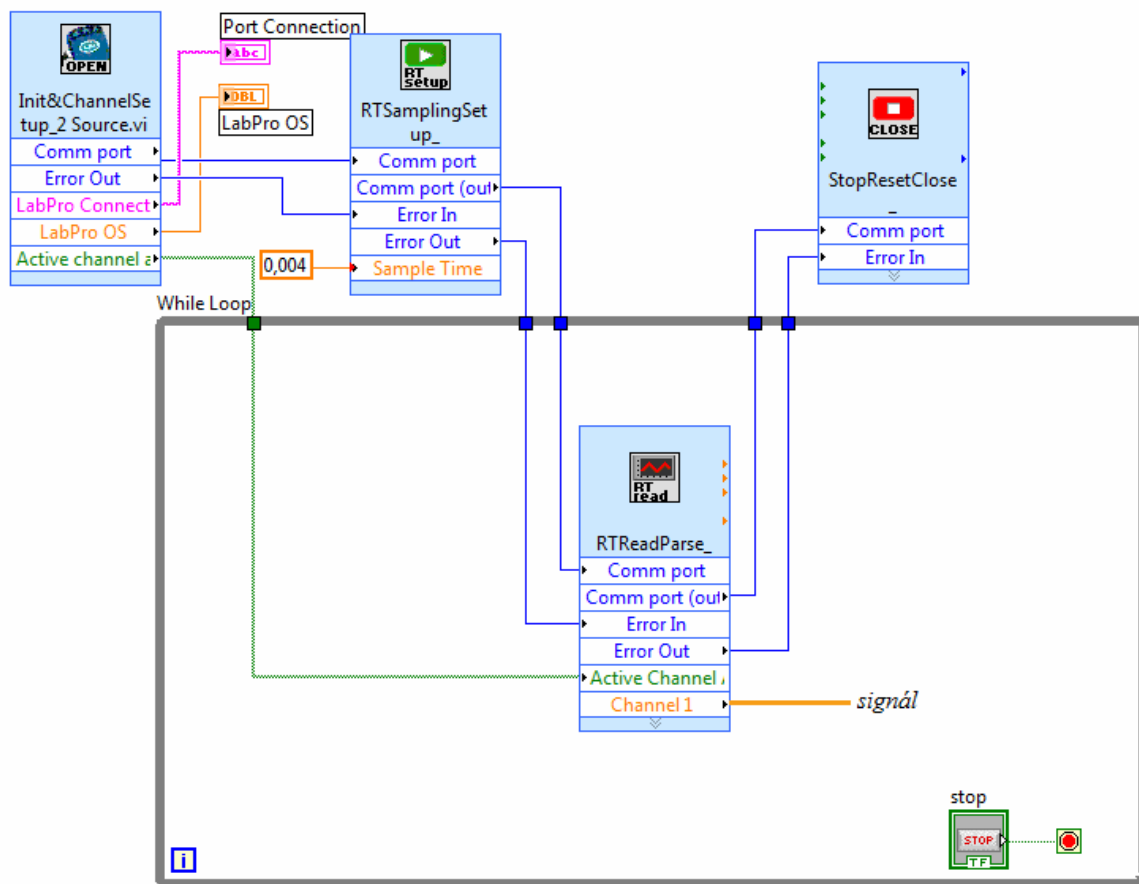 OPEN
Init&ChannelSe
tup_2 Source.vi
Comm port
Error Out
LabPro Connect
LabPro OS
Active channel a
Port Connection
abc
DBL
LabPro OS
RT
setup
RTSamplingSet
up_
Comm port
Comm port (out
Error In
Error Out
Sample Time
0,004
CLOSE
StopResetClose
_
Comm port
Error In
While Loop
RT
read
RTReadParse_
Comm port
Comm port (out
Error In
Error Out
Active Channel A
Channel 1
signál
stop
STOP
TF
i